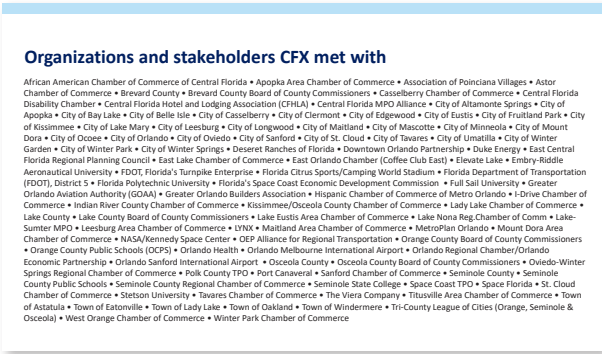 Organizations and stakeholders CFX met with
African American Chamber of Commerce of Central Florida • Apopka Area Chamber of Commerce • Association of Poinciana Villages • Astor
Chamber of Commerce • Brevard County • Brevard County Board of County Commissioners • Casselberry Chamber of Commerce • Central Florida
Disability Chamber • Central Florida Hotel and Lodging Association (CFHLA) • Central Florida MPO Alliance • City of Altamonte Springs • City of
Apopka • City of Bay Lake • City of Belle Isle • City of Casselberry • City of Clermont • City of Edgewood • City of Eustis • City of Fruitland Park • City
of Kissimmee • City of Lake Mary • City of Leesburg • City of Longwood • City of Maitland • City of Mascotte • City of Minneola • City of Mount
Dora • City of Ocoee • City of Orlando • City of Oviedo • City of Sanford • City of St. Cloud • City of Tavares • City of Umatilla • City of Winter
Garden • City of Winter Park • City of Winter Springs • Deseret Ranches of Florida • Downtown Orlando Partnership • Duke Energy • East Central
Florida Regional Planning Council • East Lake Chamber of Commerce • East Orlando Chamber (Coffee Club East) • Elevate Lake • Embry-Riddle
Aeronautical University • FDOT, Florida's Turnpike Enterprise • Florida Citrus Sports/Camping World Stadium • Florida Department of Transportation
(FDOT), District 5 • Florida Polytechnic University • Florida's Space Coast Economic Development Commission • Full Sail University • Greater
Orlando Aviation Authority (GOAA) • Greater Orlando Builders Association • Hispanic Chamber of Commerce Metro Orlando • I-Drive Chamber of
Commerce • Indian River County Chamber of Commerce • Kissimmee/Osceola County Chamber of Commerce • Lady Lake Chamber of Commerce •
Lake County • Lake County Board of County Commissioners • Lake Eustis Area Chamber of Commerce • Lake Nona Reg.Chamber of Comm • Lake-
Sumter MPO • Leesburg Area Chamber of Commerce • LYNX • Maitland Area Chamber of Commerce • MetroPlan Orlando • Mount Dora Area
Chamber of Commerce • NASA/Kennedy Space Center • OEP Alliance for Regional Transportation • Orange County Board of County Commissioners
• Orange County Public Schools (OCPS) • Orlando Health • Orlando Melbourne International Airport • Orlando Regional Chamber/Orlando
Economic Partnership • Orlando Sanford International Airport • Osceola County • Osceola County Board of County Commissioners • Oviedo-Winter
Springs Regional Chamber of Commerce • Polk County TPO • Port Canaveral • Sanford Chamber of Commerce • Seminole County • Seminole
County Public Schools • Seminole County Regional Chamber of Commerce • Seminole State College • Space Coast TPO • Space Florida • St. Cloud
Chamber of Commerce • Stetson University • Tavares Chamber of Commerce • The Viera Company • Titusville Area Chamber of Commerce • Town
of Astatula • Town of Eatonville • Town of Lady Lake • Town of Oakland • Town of Windermere • Tri-County League of Cities (Orange, Seminole &
Osceola) • West Orange Chamber of Commerce • Winter Park Chamber of Commerce